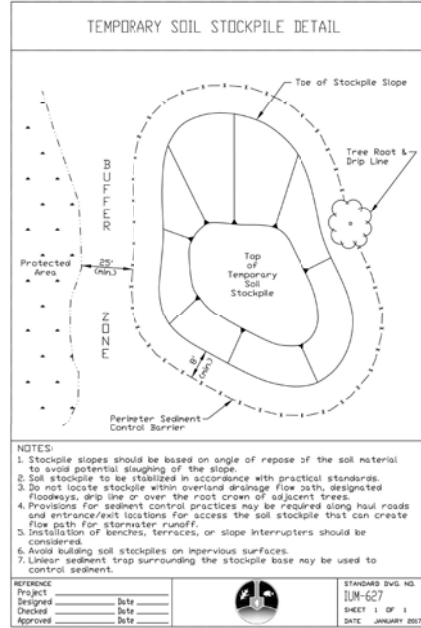 TEMPORARY SOIL STOCKPILE DETAIL
Toe of Stockpile Slope
Tree Root &
Drip Line
BUFFER
Protected
Area
25'
(min.)
Top
of
Temporary
Soil
Stockpile
ZONE
8'
(min.)
Perimeter Sediment
Control Barrier
NOTES:
1. Stockpile slopes should be based on angle of repose of the soil material
to avoid potential sloughing of the slope.
2. Soil stockpile to be stabilized in accordance with practical standards.
3. Do not locate stockpile within overland drainage flow path, designated
floodways, drip line or over the root crown of adjacent trees.
4. Provisions for sediment control practices may be required along haul roads
and entrance/exit locations for access the soil stockpile that can create
flow path for stormwater runoff.
5. Installation of benches, terraces, or slope interrupters should be
considered.
6. Avoid building soil stockpiles on impervious surfaces.
7. Linear sediment trap surrounding the stockpile base may be used to
control sediment.
REFERENCE
Project
Designed Date
Checked Date
Approved Date
STANDARD DWG. NO.
IUM-627
SHEET 1 OF 1
DATE JANUARY 2017